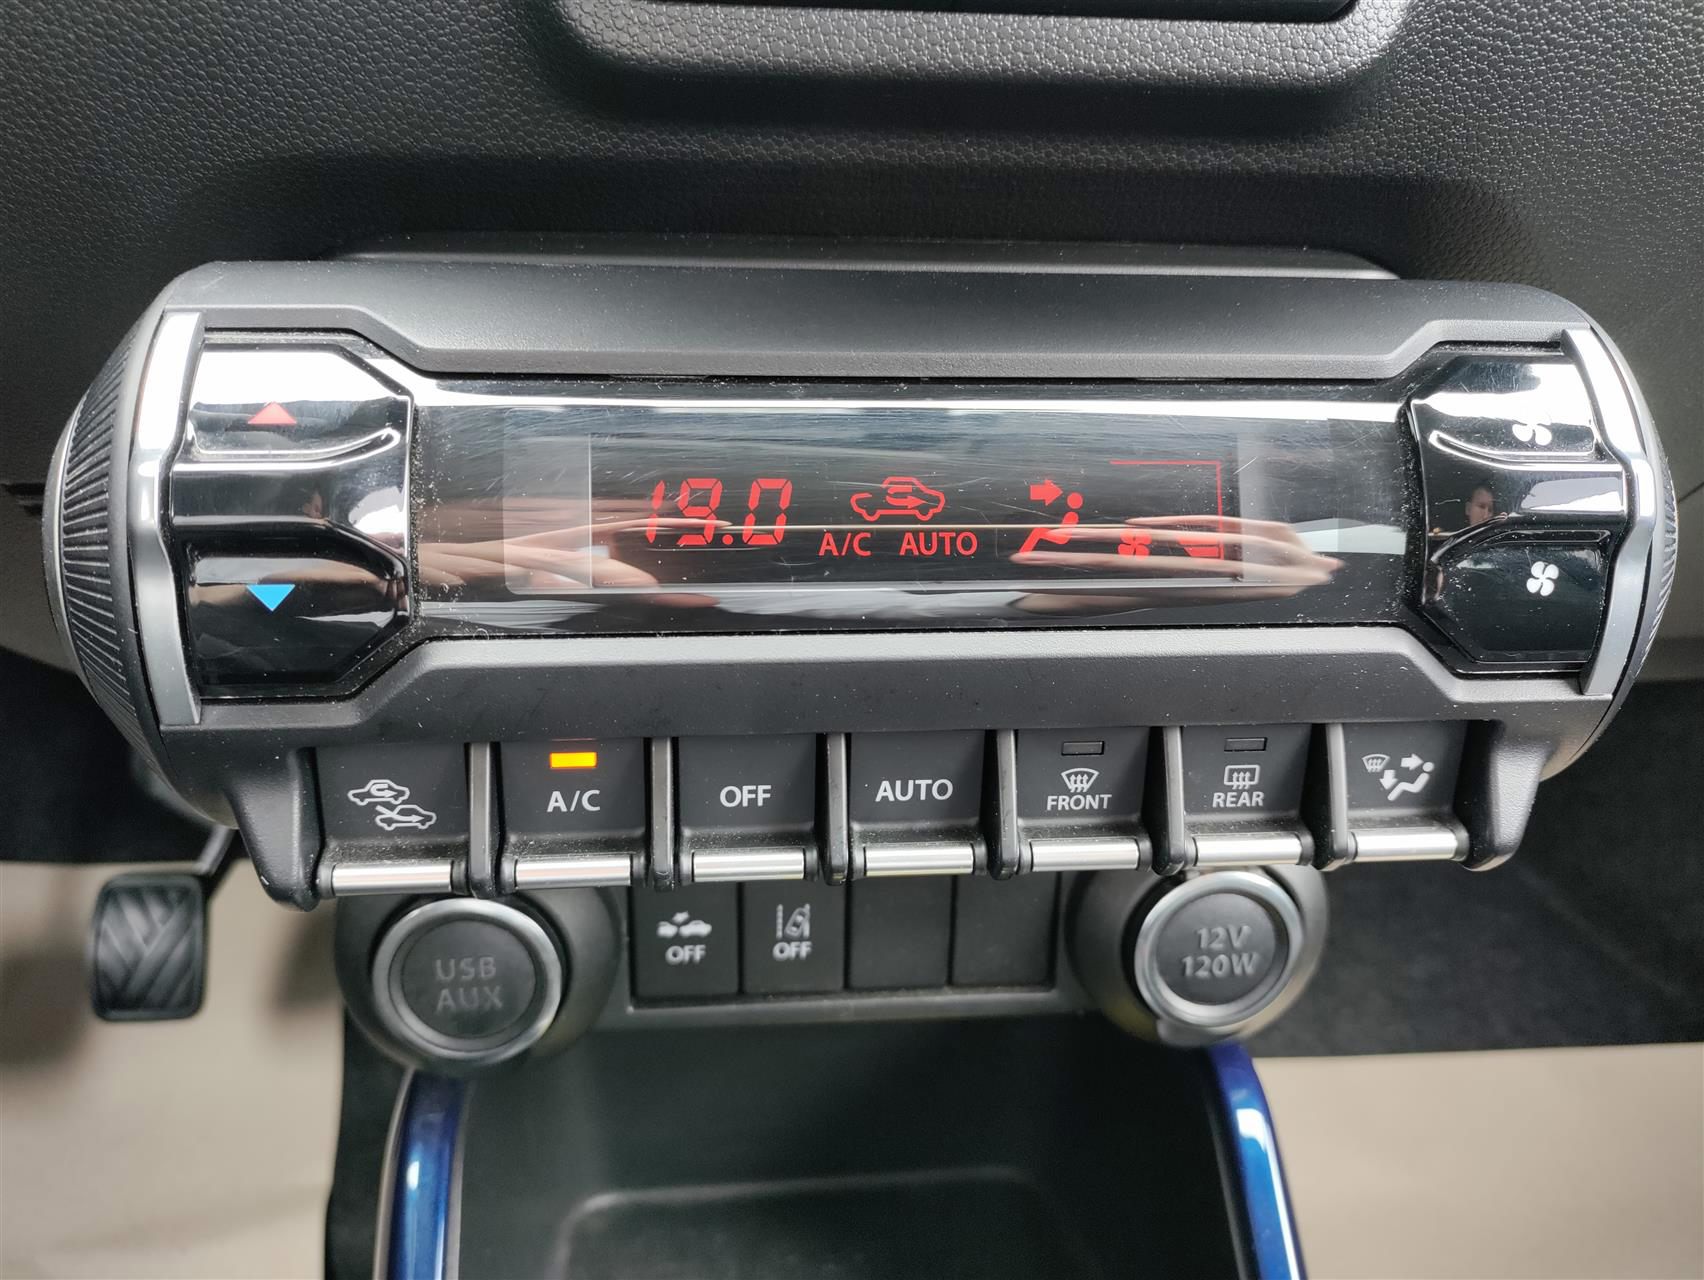 19.0
A/C AUTO
A/C
OFF
AUTO
FRONT
REAR
USB
AUX
OFF
OFF
12V
120W